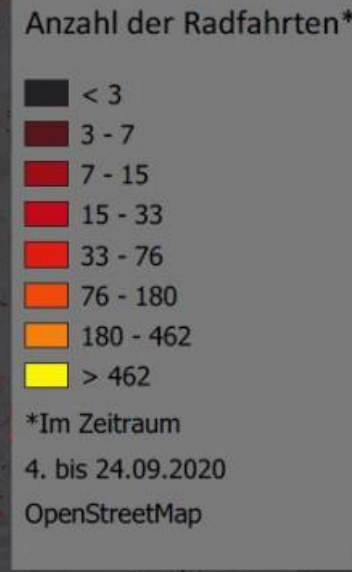 Anzahl der Radfahrten*
< 3
3 - 7
7 - 15
15 - 33
33 - 76
76 - 180
180 - 462
> 462
*Im Zeitraum
4. bis 24.09.2020
OpenStreetMap